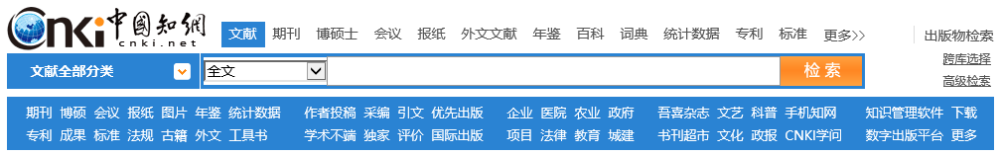 Cnki 中國知網
cnki.net
文献 期刊 博硕士 会议 报纸 外文文献 年鉴 百科 词典 统计数据 专利 标准 更多>> 出版物检索
文献全部分类 全文 检 索 跨库选择
高级检索
期刊 博硕 会议 报纸 图片 年鉴 统计数据 作者投稿 采编 引文 优先出版 企业 医院 农业 政府 吾喜杂志 文艺 科普 手机知网 知识管理软件 下载
专利 成果 标准 法规 古籍 外文 工具书 学术不端 独家 评价 国际出版 项目 法律 教育 城建 书刊超市 文化 政报 CNKI学问 数字出版平台 更多